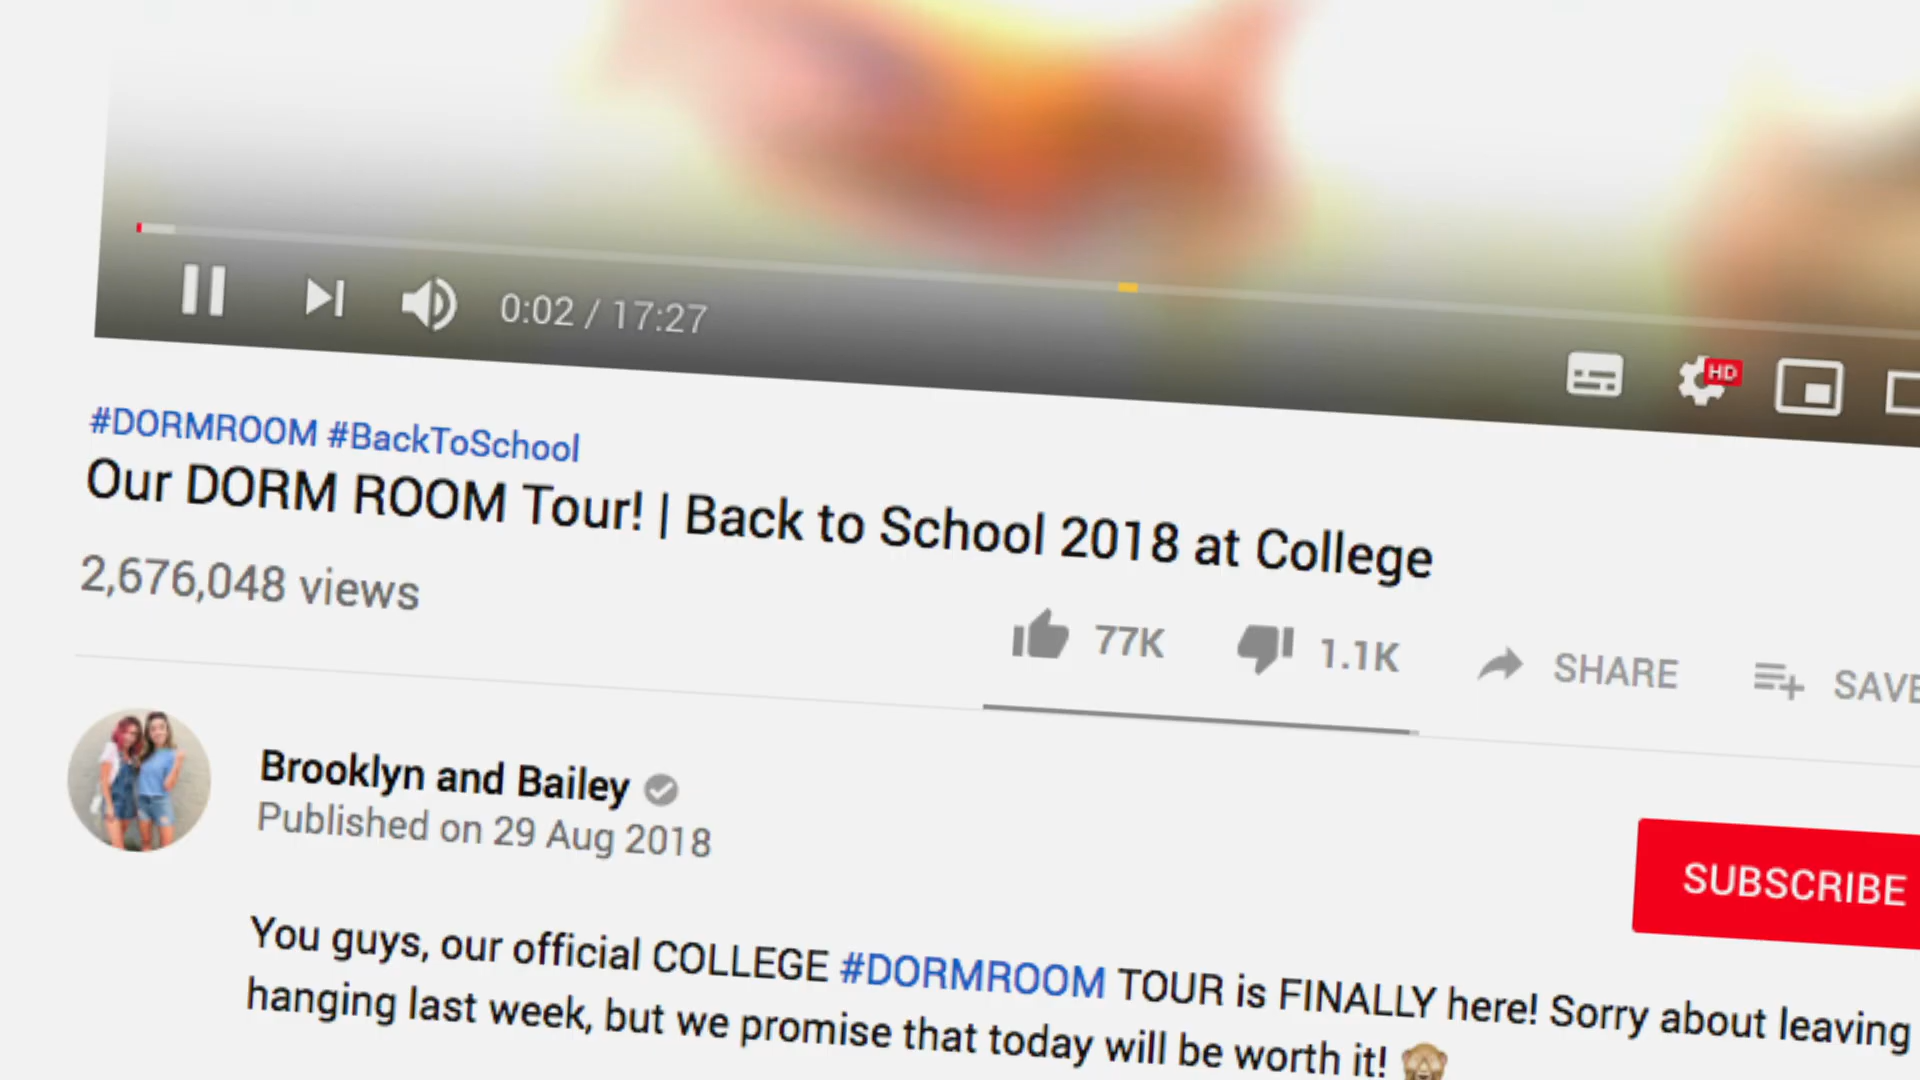 0:02 / 17:27
HD
#DORMROOM #BackToSchool
Our DORM ROOM Tour! | Back to School 2018 at College
2,676,048 views
77K 1.1K SHARE SAVE
Brooklyn and Bailey
Published on 29 Aug 2018
SUBSCRIBE
You guys, our official COLLEGE #DORMROOM TOUR is FINALLY here! Sorry about leaving
hanging last week, but we promise that today will be worth it! 🙈